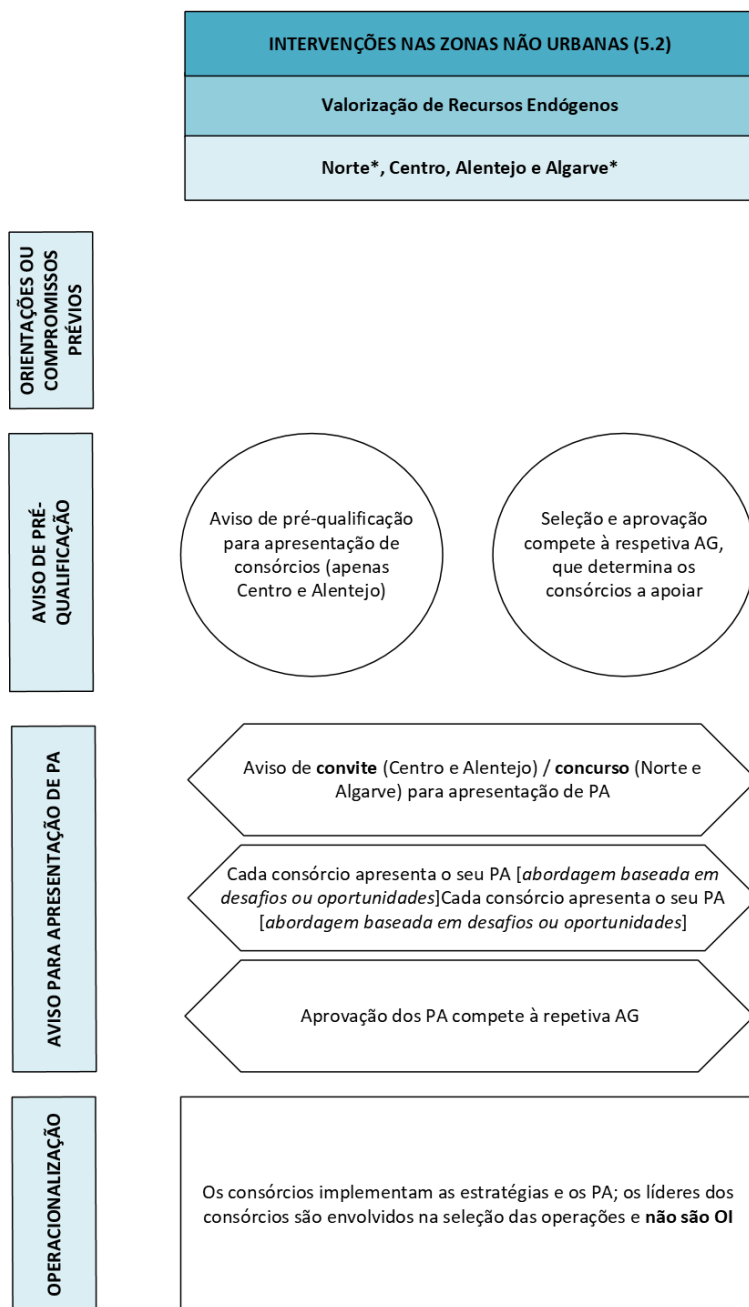 INTERVENÇÕES NAS ZONAS NÃO URBANAS (5.2)
Valorização de Recursos Endógenos
Norte*, Centro, Alentejo e Algarve*
ORIENTAÇÕES OU
COMPROMISSOS
PRÉVIOS
AVISO DE PRÉ-
QUALIFICAÇÃO
Aviso de pré-qualificação
para apresentação de
consórcios (apenas
Centro e Alentejo)
Seleção e aprovação
compete à respetiva AG,
que determina os
consórcios a apoiar
AVISO PARA APRESENTAÇÃO DE PA
Aviso de convite (Centro e Alentejo) / concurso (Norte e
Algarve) para apresentação de PA
Cada consórcio apresenta o seu PA [abordagem baseada em
desafios ou oportunidades]Cada consórcio apresenta o seu PA
[abordagem baseada em desafios ou oportunidades]
Aprovação dos PA compete à repetiva AG
OPERACIONALIZAÇÃO
Os consórcios implementam as estratégias e os PA; os líderes dos
consórcios são envolvidos na seleção das operações e não são OI